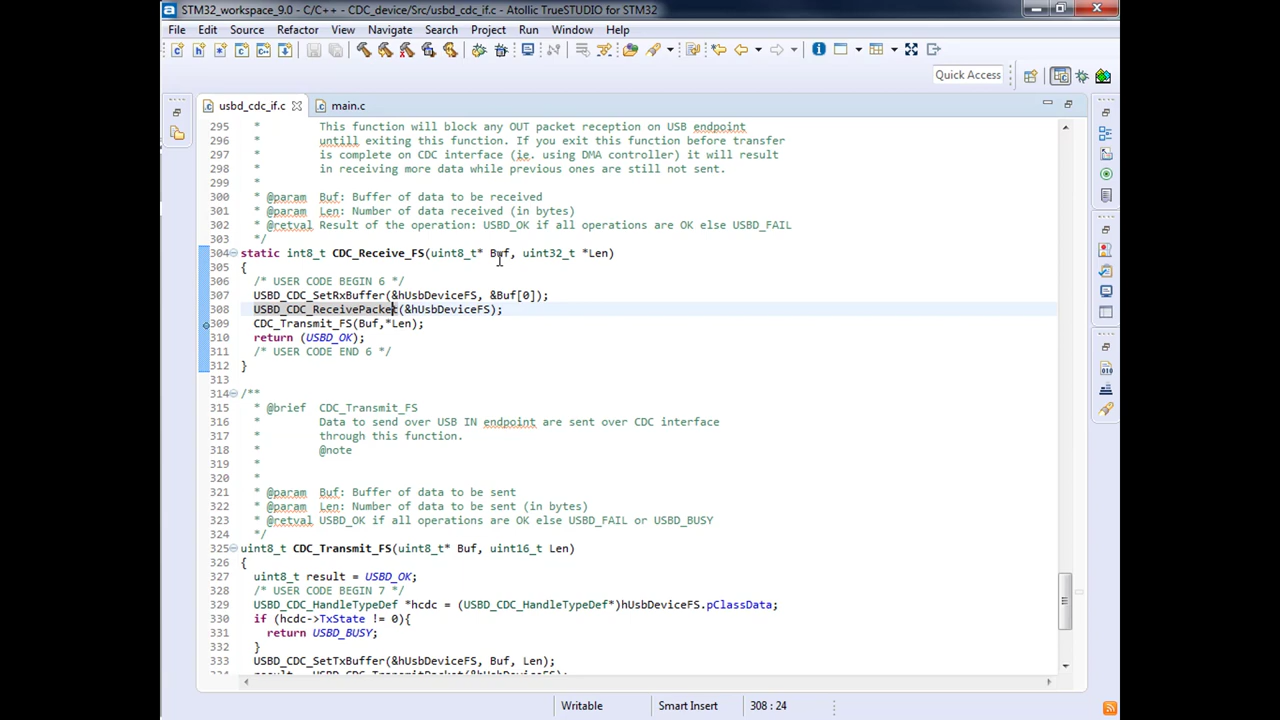 STM32_workspace_9.0 - C/C++ - CDC_device/Src/usbd_cdc_if.c - Atollic TrueSTUDIO for STM32
File Edit Source Refactor View Navigate Search Project Run Window Help
Quick Access
usbd_cdc_if.c main.c
295 * This function will block any OUT packet reception on USB endpoint
296 * untill exiting this function. If you exit this function before transfer
297 * is complete on CDC interface (ie. using DMA controller) it will result
298 * in receiving more data while previous ones are still not sent.
299 *
300 * @param Buf: Buffer of data to be received
301 * @param Len: Number of data received (in bytes)
302 * @retval Result of the operation: USBD_OK if all operations are OK else USBD_FAIL
303 */
304 static int8_t CDC_Receive_FS(uint8_t* Buf, uint32_t *Len)
305 {
306 /* USER CODE BEGIN 6 */
307 USBD_CDC_SetRxBuffer(&hUsbDeviceFS, &Buf[0]);
308 USBD_CDC_ReceivePacket(&hUsbDeviceFS);
309 CDC_Transmit_FS(Buf,*Len);
310 return (USBD_OK);
311 /* USER CODE END 6 */
312 }
313
314 /**
315 * @brief CDC_Transmit_FS
316 * Data to send over USB IN endpoint are sent over CDC interface
317 * through this function.
318 * @note
319 *
320 *
321 * @param Buf: Buffer of data to be sent
322 * @param Len: Number of data to be sent (in bytes)
323 * @retval USBD_OK if all operations are OK else USBD_FAIL or USBD_BUSY
324 */
325 uint8_t CDC_Transmit_FS(uint8_t* Buf, uint16_t Len)
326 {
327 uint8_t result = USBD_OK;
328 /* USER CODE BEGIN 7 */
329 USBD_CDC_HandleTypeDef *hcdc = (USBD_CDC_HandleTypeDef*)hUsbDeviceFS.pClassData;
330 if (hcdc->TxState != 0){
331 return USBD_BUSY;
332 }
333 USBD_CDC_SetTxBuffer(&hUsbDeviceFS, Buf, Len);
Writable Smart Insert 308 : 24